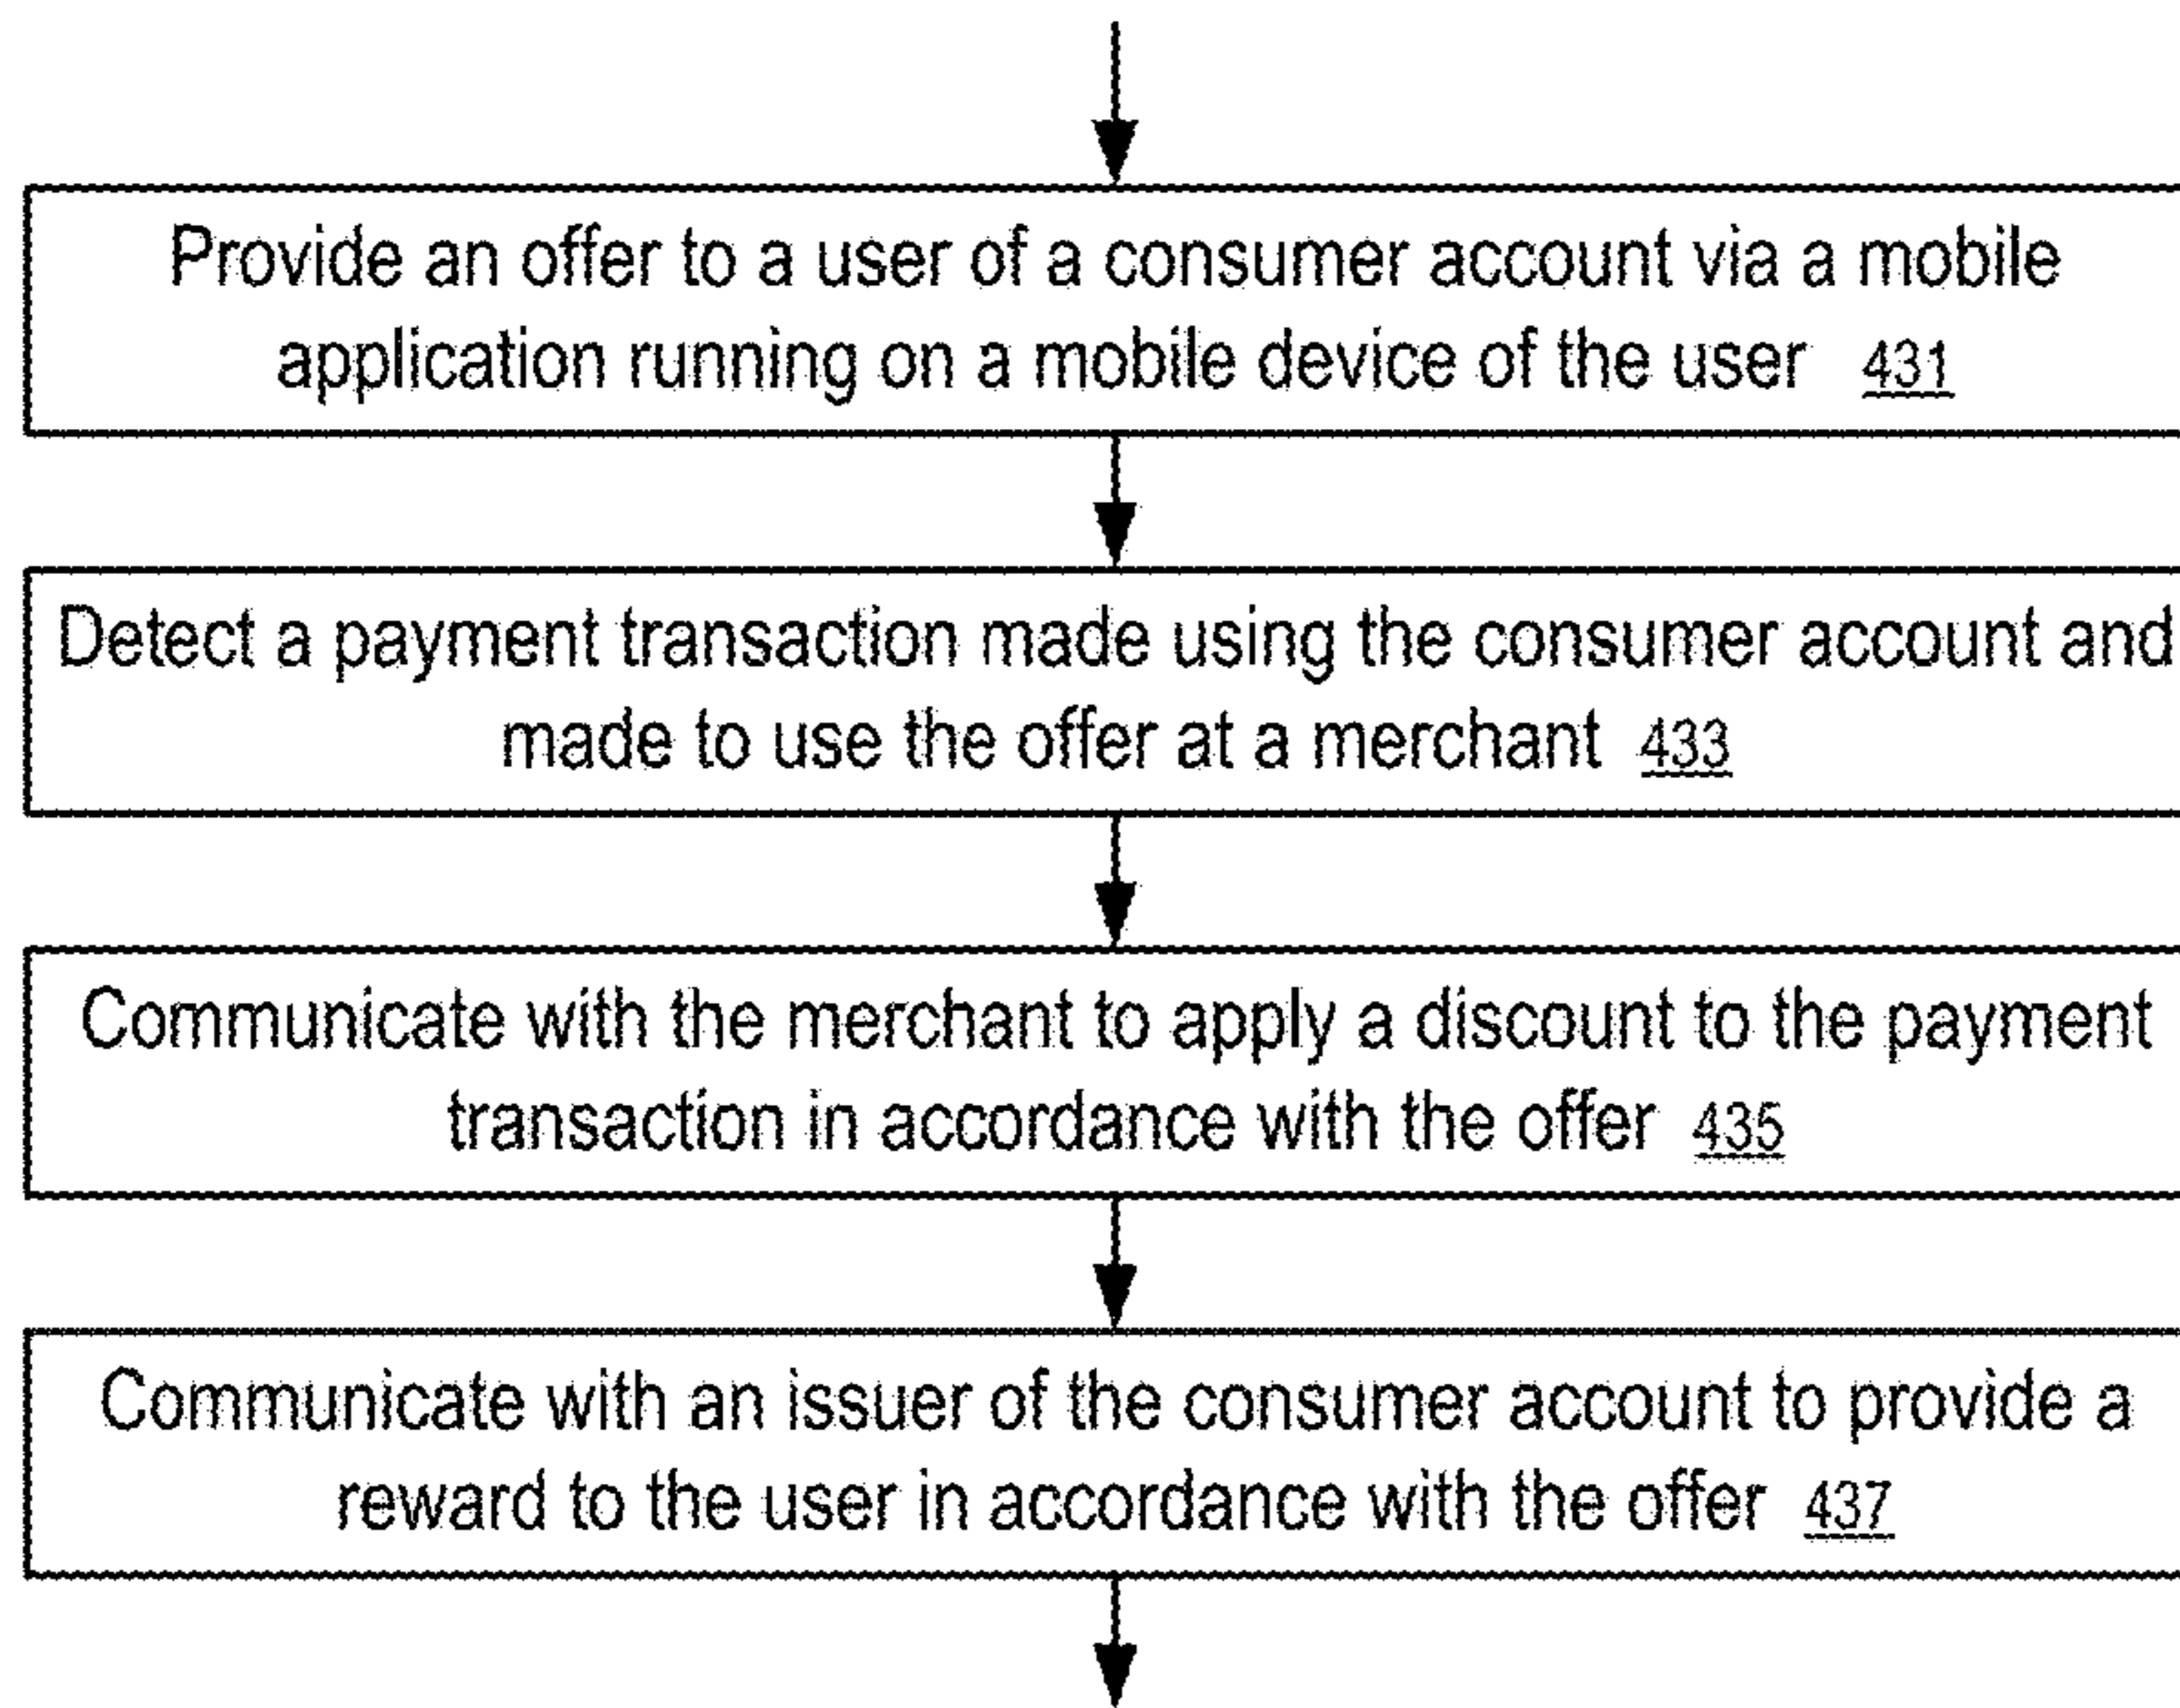 Provide an offer to a user of a consumer account via a mobile
application running on a mobile device of the user 431
Detect a payment transaction made using the consumer account and
made to use the offer at a merchant 433
Communicate with the merchant to apply a discount to the payment
transaction in accordance with the offer 435
Communicate with an issuer of the consumer account to provide a
reward to the user in accordance with the offer 437